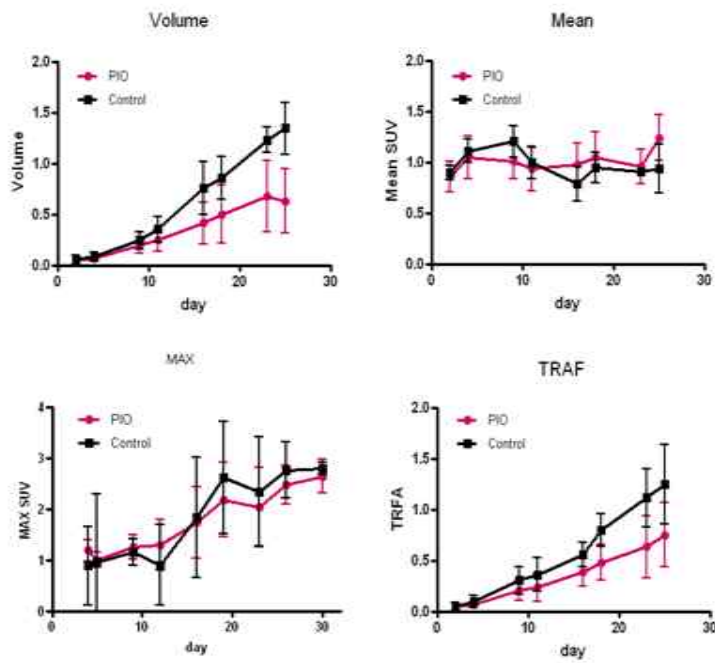 Volume
PIO
Control
Volume
2.0
1.5
1.0
0.5
0.0
0
10
20
30
day
Mean
PIO
Control
Mean SUV
2.0
1.5
1.0
0.5
0.0
0
10
20
30
day
MAX
PIO
Control
MAX SUV
4
3
2
1
0
0
10
20
30
day
TRAF
PIO
Control
TRFA
2.0
1.5
1.0
0.5
0.0
0
10
20
30
day